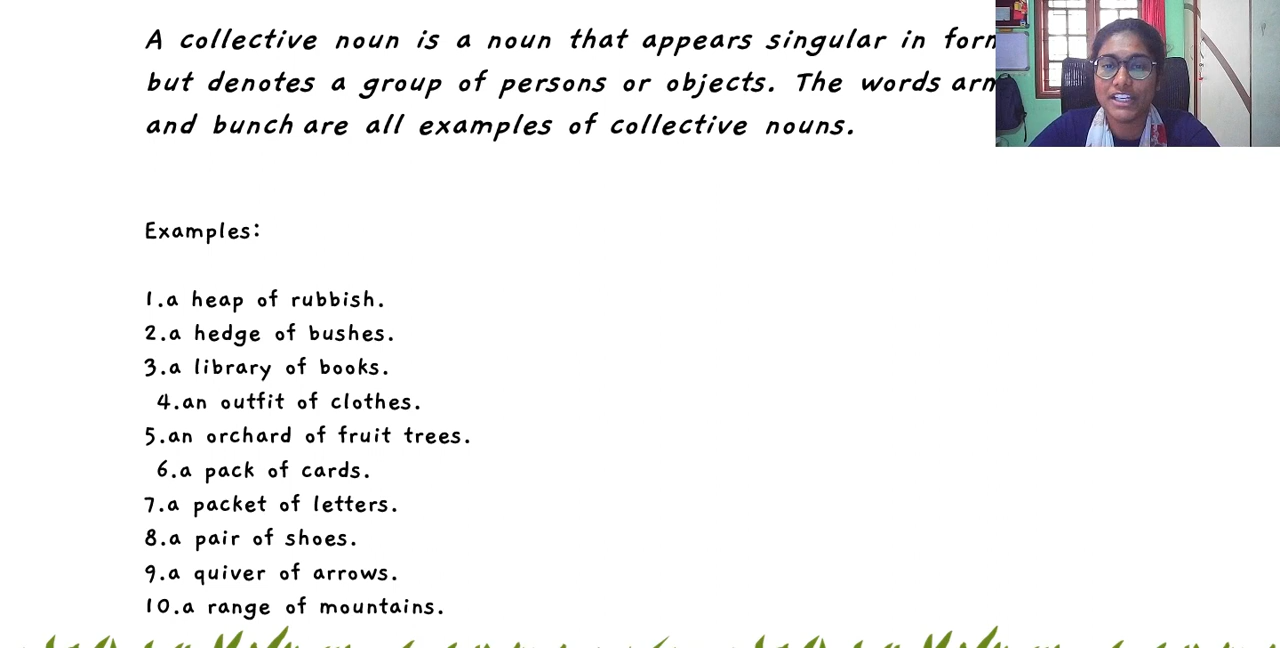 A collective noun is a noun that appears singular in
but denotes a group of persons or objects. The words
and bunch are all examples of collective nouns.
Examples:
1.a heap of rubbish.
2.a hedge of bushes.
3.a library of books.
4.an outfit of clothes.
5.an orchard of fruit trees.
6.a pack of cards.
7.a packet of letters.
8.a pair of shoes.
9.a quiver of arrows.
10.a range of mountains.